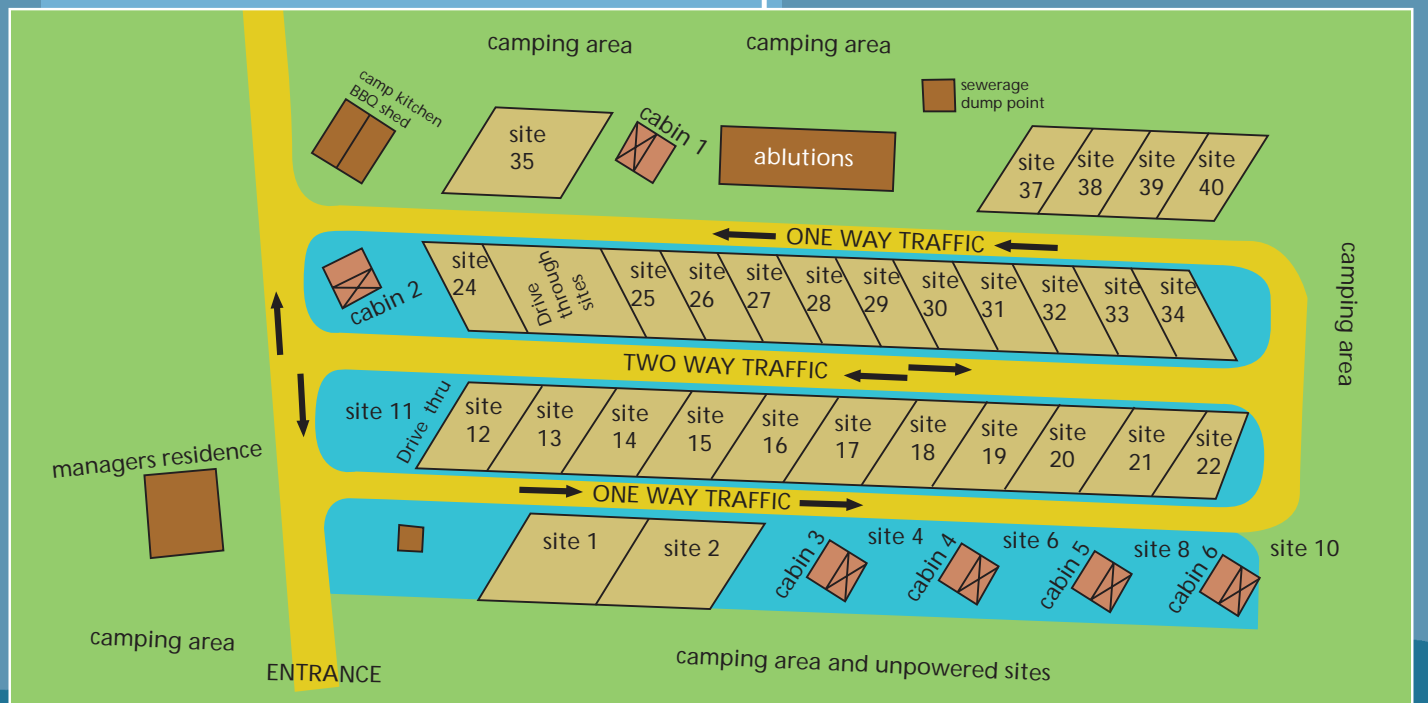 camping area
camping area
camp kitchen
BBQ shed
site
35
cabin 1
ablutions
sewerage
dump point
site
37
site
38
site
39
site
40
ONE WAY TRAFFIC
camping area
cabin 2
site
24
Drive
through
sites
site
25
site
26
site
27
site
28
site
29
site
30
site
31
site
32
site
33
site
34
TWO WAY TRAFFIC
site 11
Drive thru
site
12
site
13
site
14
site
15
site
16
site
17
site
18
site
19
site
20
site
21
site
22
managers residence
ONE WAY TRAFFIC
site 1
site 2
cabin 3
site 4
cabin 4
site 6
cabin 5
site 8
cabin 6
site 10
camping area
ENTRANCE
camping area and unpowered sites